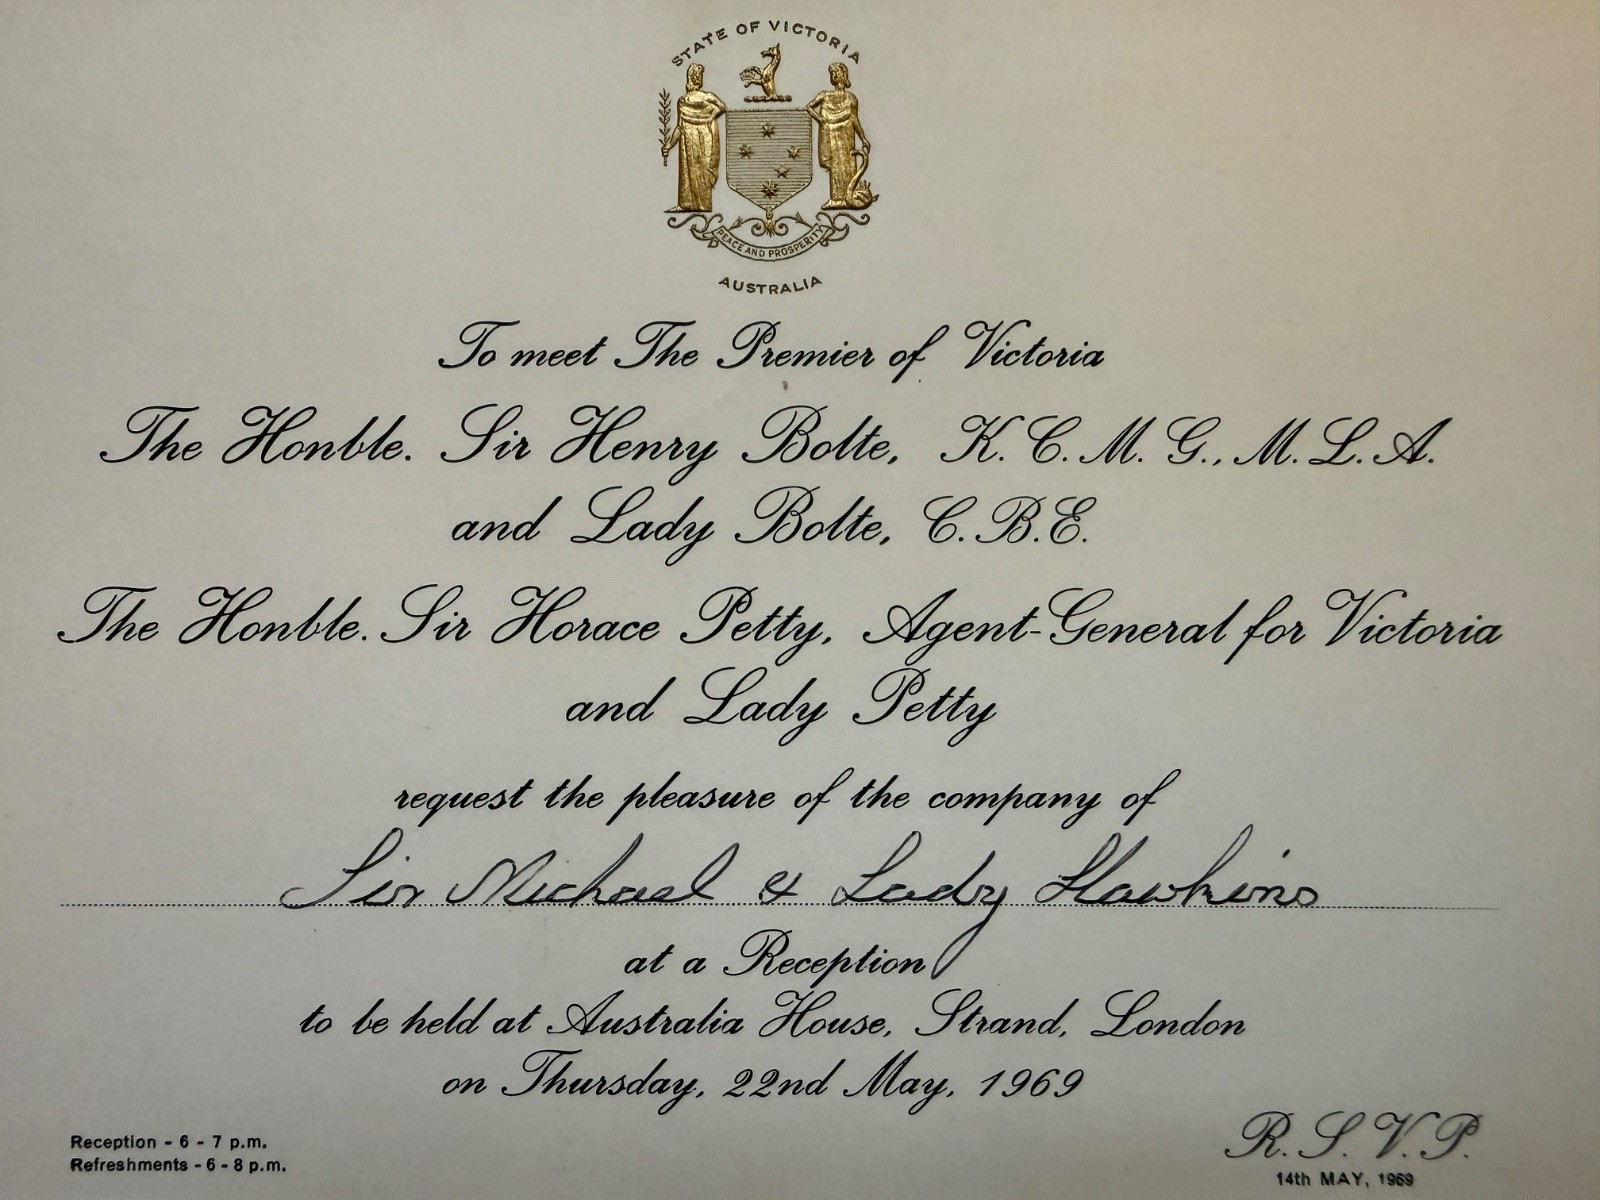 STATE OF VICTORIA
PEACE AND PROSPERITY
AUSTRALIA
To meet The Premier of Victoria
The Honble. Sir Henry Bolte, K.C.M.G., M.L.A.
and Lady Bolte, C.B.E.
The Honble. Sir Horace Petty, Agent-General for Victoria
and Lady Petty
request the pleasure of the company of
Sir Michael & Lady Hawkins
at a Reception
to be held at Australia House, Strand, London
on Thursday, 22nd May, 1969
Reception - 6 - 7 p.m.
Refreshments - 6 - 8 p.m.
R.S.V.P.
14th MAY, 1969